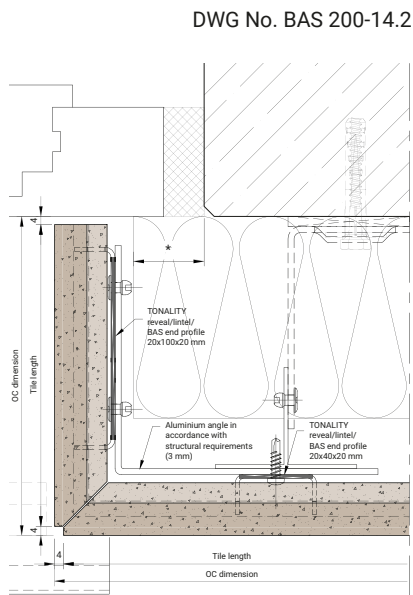 DWG No. BAS 200-14.2
4
*
TONALITY
reveal/lintel/
BAS end profile
20x100x20 mm
OC dimension
Tile length
Aluminium angle in
accordance with
structural requirements
(3 mm)
TONALITY
reveal/lintel/
BAS end profile
20x40x20 mm
4
4
Tile length
OC dimension